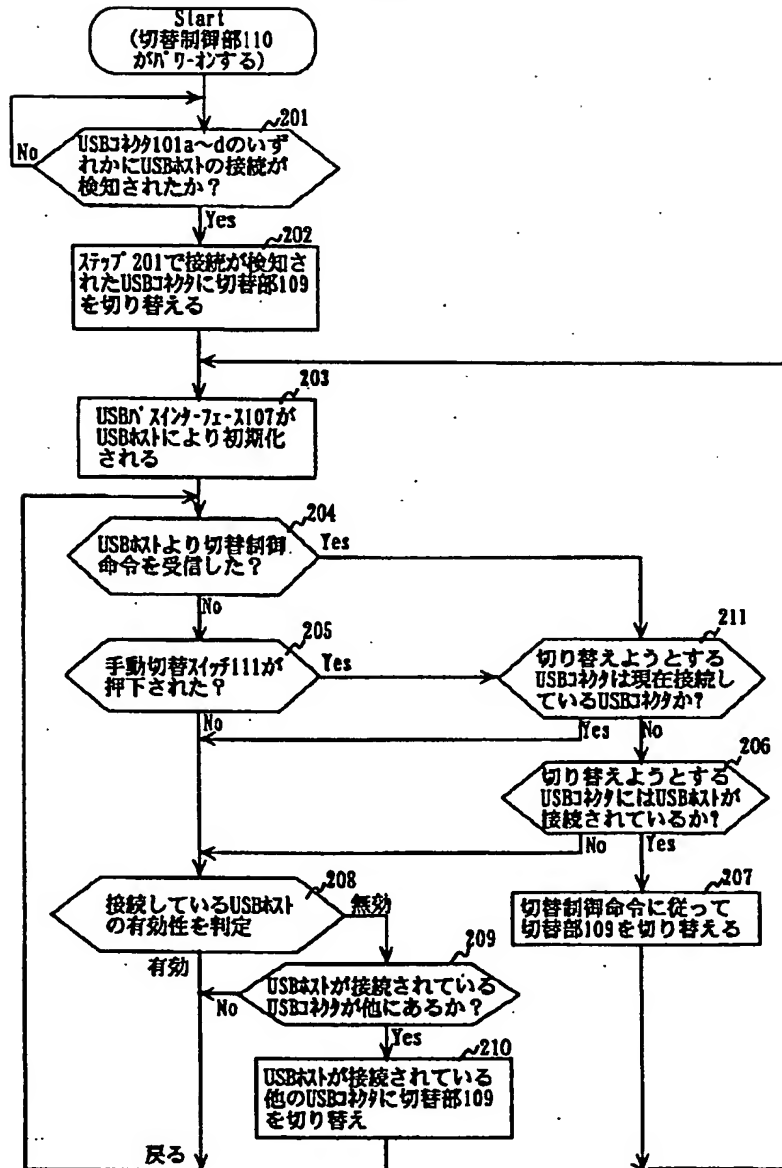 Start
(切替制御部110
がパワーオンする)
201
USBコネクタ101a~dのいず
れかにUSBホストの接続が
検知されたか？
No
Yes
202
ステップ201で接続が検知さ
れたUSBコネクタに切替部109
を切り替える
203
USBバスインターフェース107が
USBホストにより初期化
される
204
USBホストより切替制御
命令を受信した？
Yes
No
205
手動切替スイッチ111が
押下された？
Yes
No
211
切り替えようとする
USBコネクタは現在接続し
ているUSBコネクタか？
Yes
No
206
切り替えようとする
USBコネクタにはUSBホストが
接続されているか？
No
Yes
207
切替制御命令に従って
切替部109を切り替える
208
接続しているUSBホスト
の有効性を判定
無効
有効
209
USBホストが接続されている
USBコネクタが他にあるか？
No
Yes
210
USBホストが接続されている
他のUSBコネクタに切替部109
を切り替え
戻る